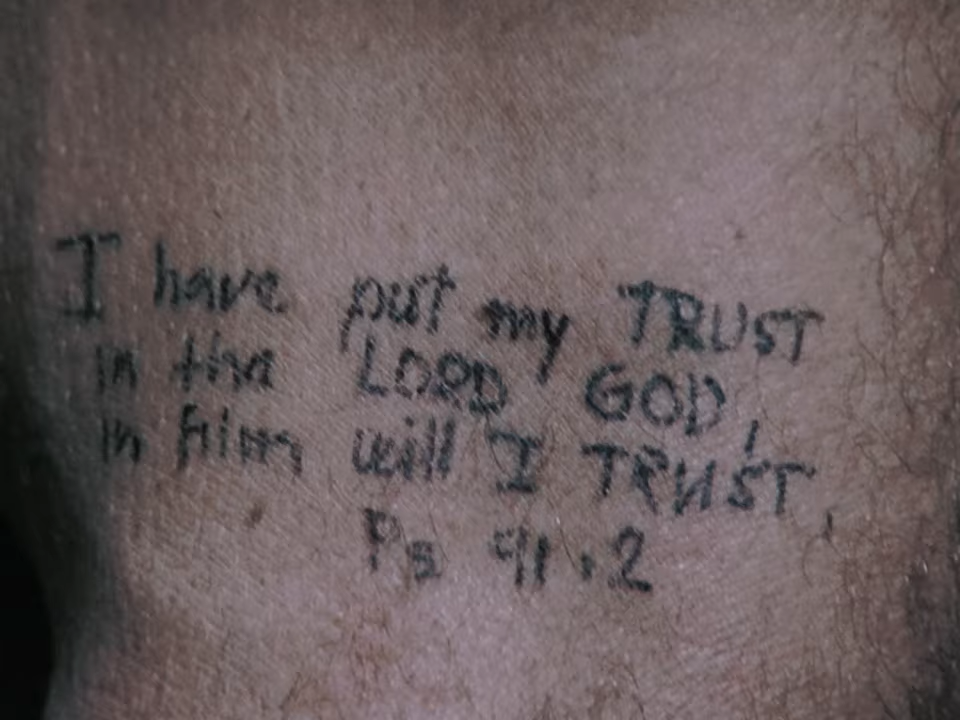 I have put my TRUST
in the LORD GOD,
in him will I TRUST,
Ps 91:2